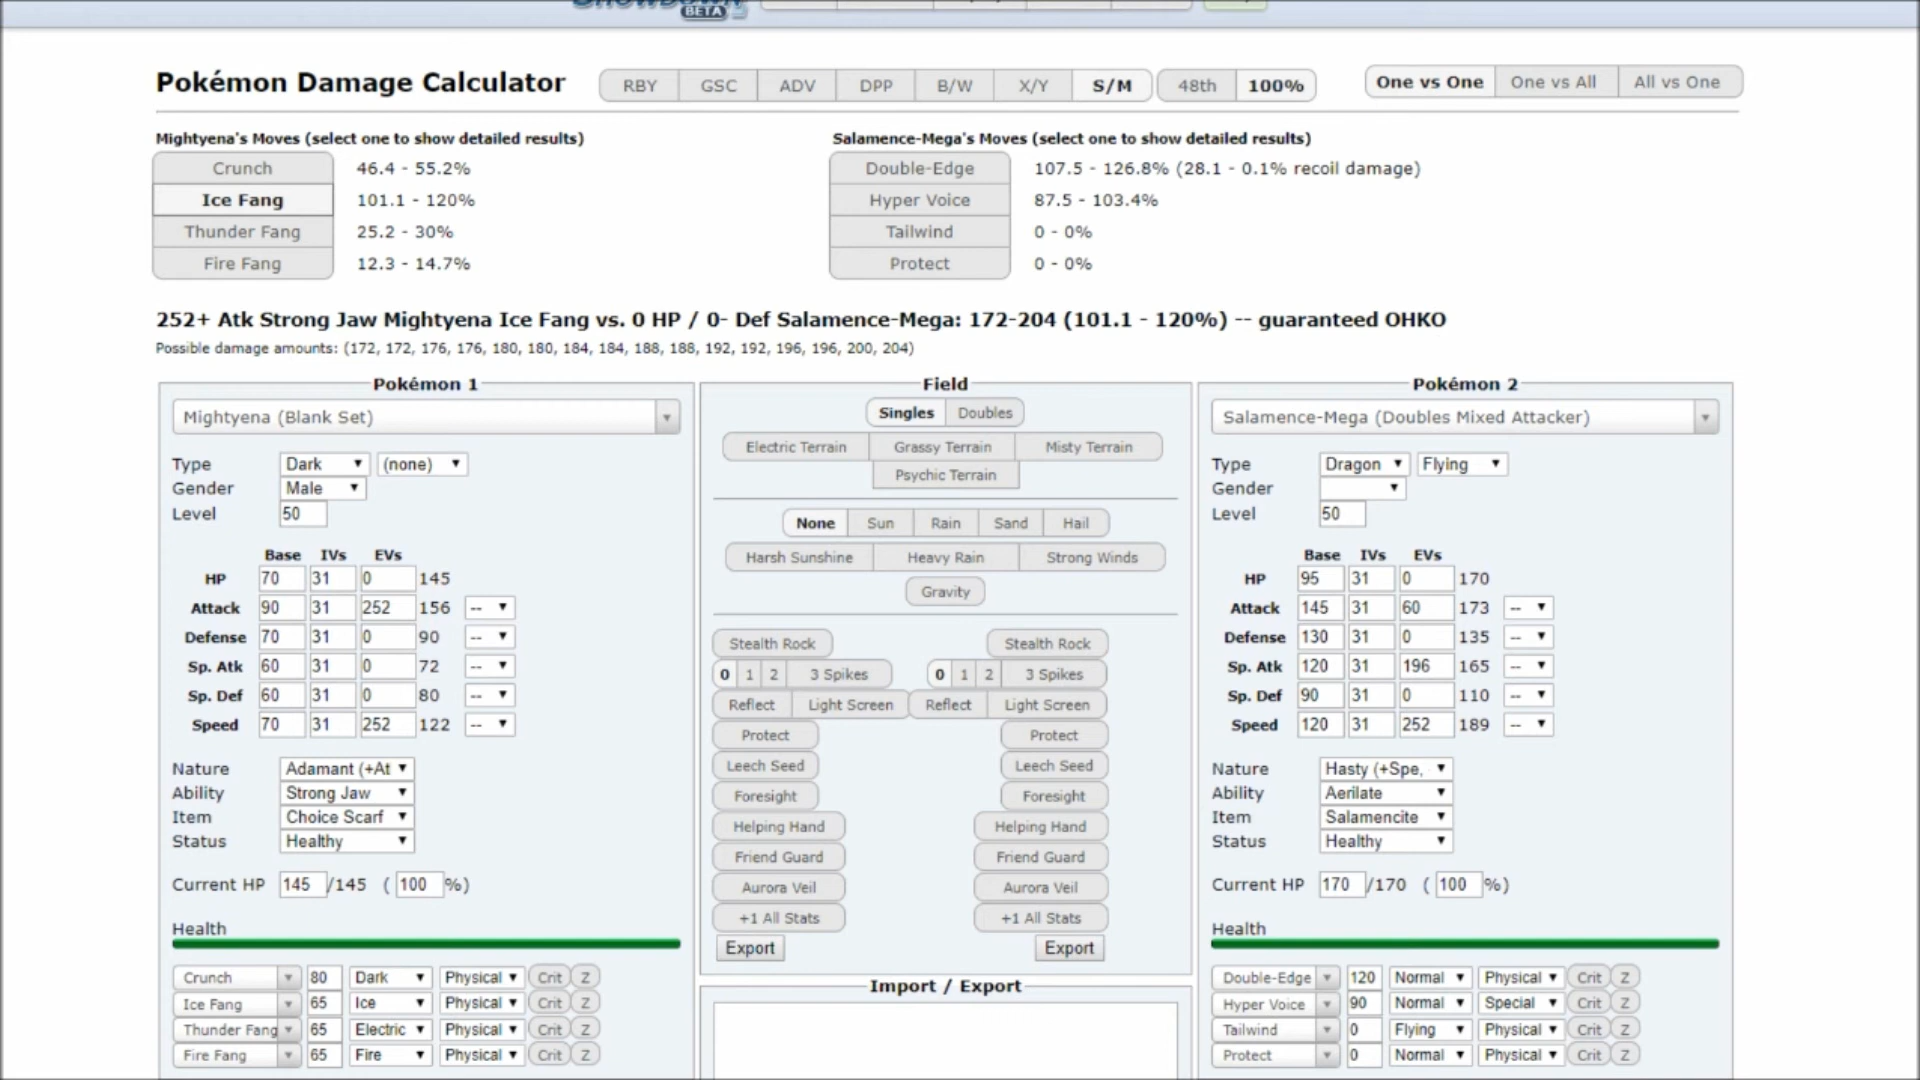 BETA
Pokémon Damage Calculator RBY GSC ADV DPP B/W X/Y S/M 48th 100% One vs One One vs All All vs One
Mightyena's Moves (select one to show detailed results) Salamence-Mega's Moves (select one to show detailed results)
Crunch 46.4 - 55.2% Double-Edge 107.5 - 126.8% (28.1 - 0.1% recoil damage)
Ice Fang 101.1 - 120% Hyper Voice 87.5 - 103.4%
Thunder Fang 25.2 - 30% Tailwind 0 - 0%
Fire Fang 12.3 - 14.7% Protect 0 - 0%
252+ Atk Strong Jaw Mightyena Ice Fang vs. 0 HP / 0- Def Salamence-Mega: 172-204 (101.1 - 120%) -- guaranteed OHKO
Possible damage amounts: (172, 172, 176, 176, 180, 180, 184, 184, 188, 188, 192, 192, 196, 196, 200, 204)
Pokémon 1
Mightyena (Blank Set)
Type Dark (none)
Gender Male
Level 50
Base IVs EVs
HP 70 31 0 145
Attack 90 31 252 156 --
Defense 70 31 0 90 --
Sp. Atk 60 31 0 72 --
Sp. Def 60 31 0 80 --
Speed 70 31 252 122 --
Nature Adamant (+At
Ability Strong Jaw
Item Choice Scarf
Status Healthy
Current HP 145 /145 ( 100 %)
Health
Crunch 80 Dark Physical Crit Z
Ice Fang 65 Ice Physical Crit Z
Thunder Fang 65 Electric Physical Crit Z
Fire Fang 65 Fire Physical Crit Z
Field
Singles Doubles
Electric Terrain Grassy Terrain Misty Terrain
Psychic Terrain
None Sun Rain Sand Hail
Harsh Sunshine Heavy Rain Strong Winds
Gravity
Stealth Rock Stealth Rock
0 1 2 3 Spikes 0 1 2 3 Spikes
Reflect Light Screen Reflect Light Screen
Protect Protect
Leech Seed Leech Seed
Foresight Foresight
Helping Hand Helping Hand
Friend Guard Friend Guard
Aurora Veil Aurora Veil
+1 All Stats +1 All Stats
Export Export
Import / Export
Pokémon 2
Salamence-Mega (Doubles Mixed Attacker)
Type Dragon Flying
Gender
Level 50
Base IVs EVs
HP 95 31 0 170
Attack 145 31 60 173 --
Defense 130 31 0 135 --
Sp. Atk 120 31 196 165 --
Sp. Def 90 31 0 110 --
Speed 120 31 252 189 --
Nature Hasty (+Spe,
Ability Aerilate
Item Salamencite
Status Healthy
Current HP 170 /170 ( 100 %)
Health
Double-Edge 120 Normal Physical Crit Z
Hyper Voice 90 Normal Special Crit Z
Tailwind 0 Flying Physical Crit Z
Protect 0 Normal Physical Crit Z